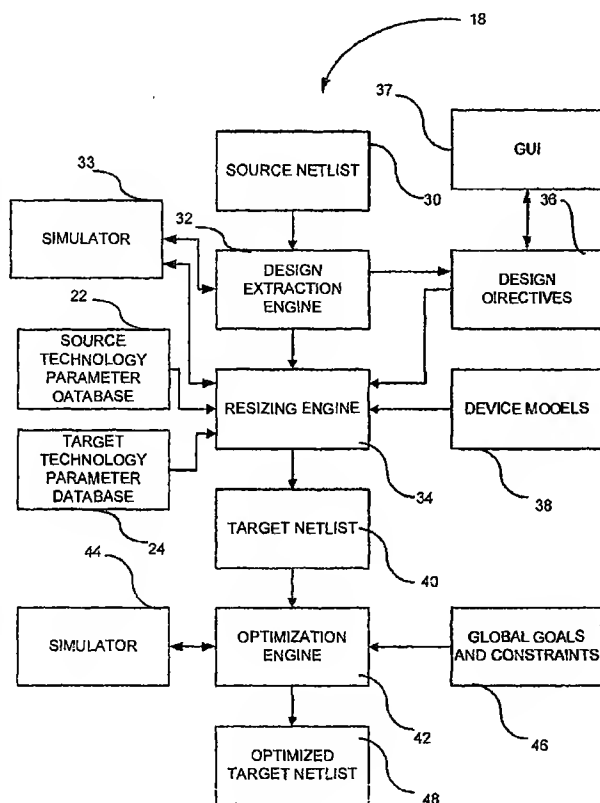 18
37
GUI
33
SOURCE NETLIST
30
36
SIMULATOR
32
DESIGN
EXTRACTION
ENGINE
DESIGN
OIRECTIVES
22
SOURCE
TECHNOLOGY
PARAMETER
OATABASE
RESIZING ENGINE
DEVICE MOOELS
TARGET
TECHNOLOGY
PARAMETER
DATABASE
34
38
24
TARGET NETLIST
40
44
SIMULATOR
OPTIMIZATION
ENGINE
GLOBAL GOALS
AND CONSTRAINTS
42
46
OPTIMIZED
TARGET NETLIST
48